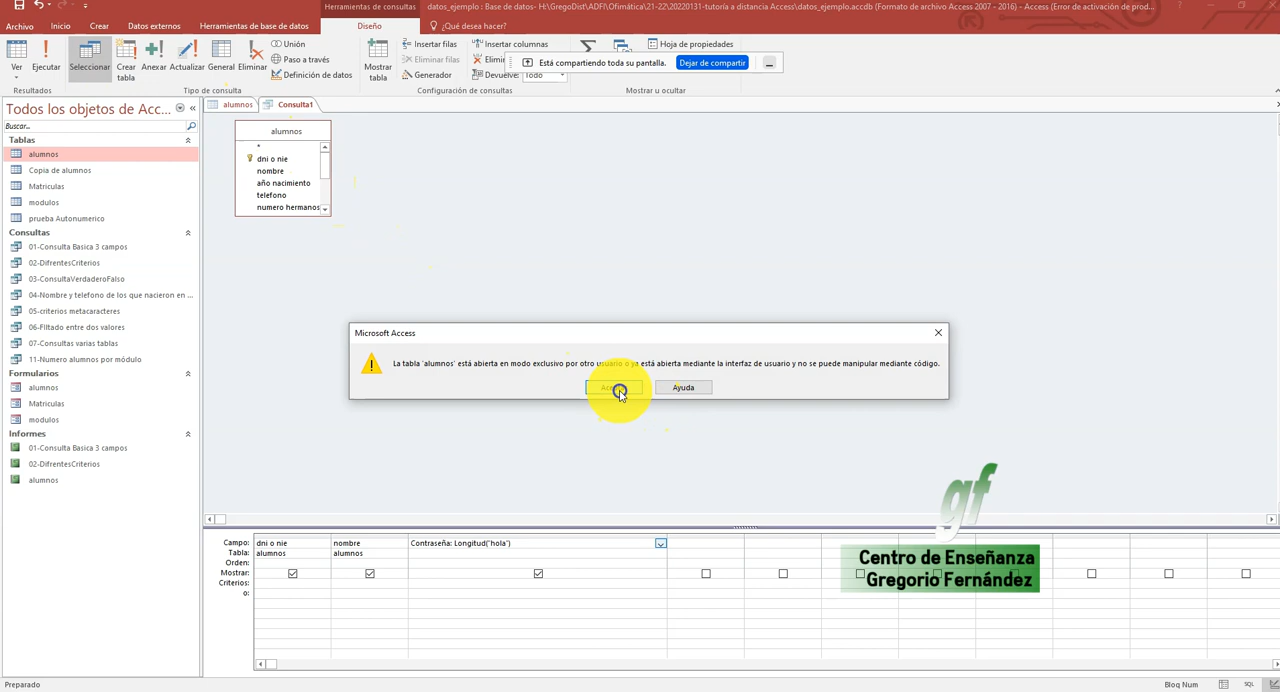 Herramientas de consultas
datos_ejemplo : Base de datos- H:\GregoDist\ADFI\Ofimática\21-22\20220131-tutoría a distancia Access\datos_ejemplo.accdb (Formato de archivo Access 2007 - 2016) - Access (Error de activación de prod...
Archivo Inicio Crear Datos externos Herramientas de base de datos Diseño ¿Qué desea hacer?
Ver
Ejecutar
Seleccionar
Crear tabla
Anexar
Actualizar
General
Eliminar
Unión
Paso a través
Definición de datos
Mostrar tabla
Insertar filas
Eliminar filas
Generador
Insertar columnas
Devuelve: Todo
Hoja de propiedades
Está compartiendo toda su pantalla. Dejar de compartir
Resultados
Tipo de consulta
Configuración de consultas
Mostrar u ocultar
Todos los objetos de Acc...
Buscar...
Tablas
alumnos
Copia de alumnos
Matriculas
modulos
prueba Autonumerico
Consultas
01-Consulta Basica 3 campos
02-DifrentesCriterios
03-ConsultaVerdaderoFalso
04-Nombre y telefono de los que nacieron en ...
05-criterios metacaracteres
06-Filtado entre dos valores
07-Consultas varias tablas
11-Numero alumnos por módulo
Formularios
alumnos
Matriculas
modulos
Informes
01-Consulta Basica 3 campos
02-DifrentesCriterios
alumnos
alumnos Consulta1
alumnos
*
dni o nie
nombre
año nacimiento
telefono
numero hermanos
Microsoft Access
La tabla 'alumnos' está abierta en modo exclusivo por otro usuario o ya está abierta mediante la interfaz de usuario y no se puede manipular mediante código.
Ayuda
gf
Centro de Enseñanza
Gregorio Fernández
Campo: dni o nie nombre Contraseña: Longitud("hola")
Tabla: alumnos alumnos
Orden:
Mostrar:
Criterios:
o:
Preparado
Bloq Num
SQL